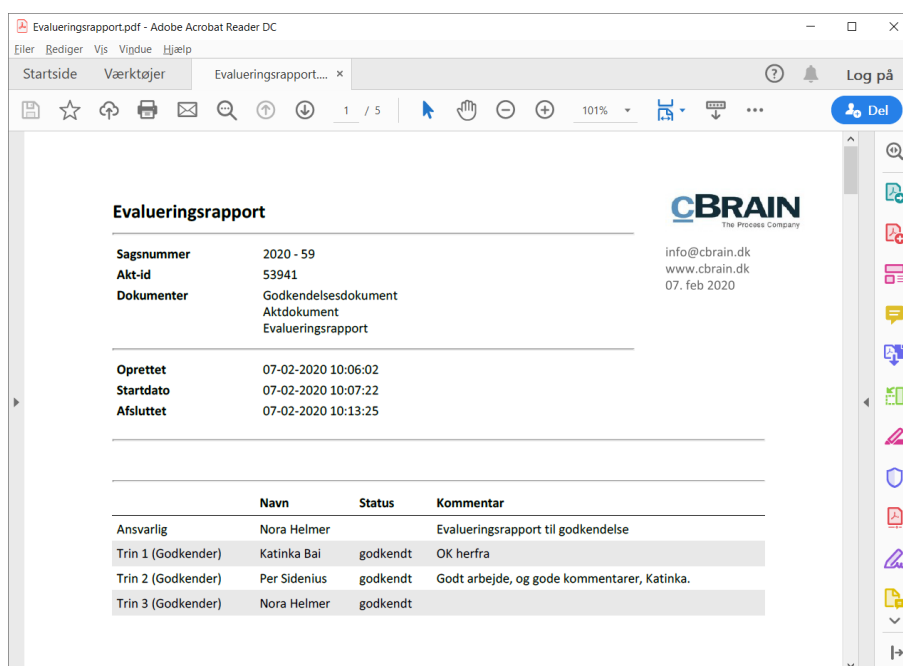 Evalueringsrapport.pdf - Adobe Acrobat Reader DC
Filer Rediger Vis Vindue Hjælp
Startside Værktøjer Evalueringsrapport.... × Log på
1 / 5 101% Del
Evalueringsrapport
CBRAIN
The Process Company
Sagsnummer 2020 - 59
Akt-id 53941
Dokumenter Godkendelsesdokument
Aktdokument
Evalueringsrapport
info@cbrain.dk
www.cbrain.dk
07. feb 2020
Oprettet 07-02-2020 10:06:02
Startdato 07-02-2020 10:07:22
Afsluttet 07-02-2020 10:13:25
Navn Status Kommentar
Ansvarlig Nora Helmer Evalueringsrapport til godkendelse
Trin 1 (Godkender) Katinka Bai godkendt OK herfra
Trin 2 (Godkender) Per Sidenius godkendt Godt arbejde, og gode kommentarer, Katinka.
Trin 3 (Godkender) Nora Helmer godkendt